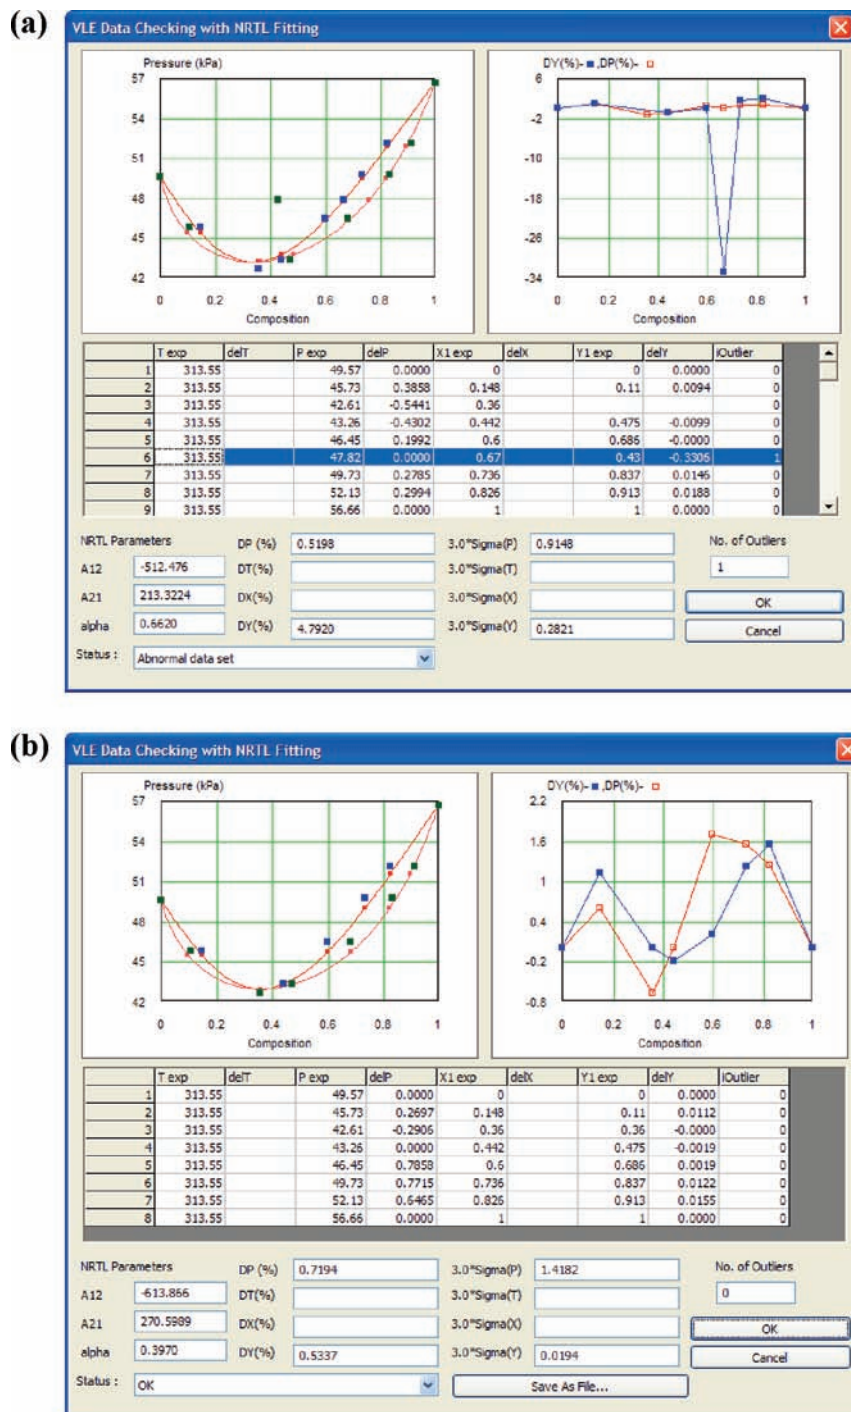 (a)
VLE Data Checking with NRTL Fitting
Pressure (kPa)
57
54
51
48
45
42
0 0.2 0.4 0.6 0.8 1
Composition
DY(%)- ,DP(%)-
6
-2
-10
-18
-26
-34
0 0.2 0.4 0.6 0.8 1
Composition
T exp delT P exp delP X1 exp delX Y1 exp delY iOutlier
1 313.55 49.57 0.0000 0 0 0.0000 0
2 313.55 45.73 0.3858 0.148 0.11 0.0094 0
3 313.55 42.61 -0.5441 0.36 0
4 313.55 43.26 -0.4302 0.442 0.475 -0.0099 0
5 313.55 46.45 0.1992 0.6 0.686 -0.0000 0
6 313.55 47.82 0.0000 0.67 0.43 -0.3306 1
7 313.55 49.73 0.2785 0.736 0.837 0.0146 0
8 313.55 52.13 0.2994 0.826 0.913 0.0188 0
9 313.55 56.66 0.0000 1 1 0.0000 0
NRTL Parameters DP (%) 0.5198 3.0*Sigma(P) 0.9148 No. of Outliers
A12 -512.476 DT(%) 3.0*Sigma(T) 1
A21 213.3224 DX(%) 3.0*Sigma(X) OK
alpha 0.6620 DY(%) 4.7920 3.0*Sigma(Y) 0.2821 Cancel
Status : Abnormal data set
(b)
VLE Data Checking with NRTL Fitting
Pressure (kPa)
57
54
51
48
45
42
0 0.2 0.4 0.6 0.8 1
Composition
DY(%)- ,DP(%)-
2.2
1.6
1
0.4
-0.2
-0.8
0 0.2 0.4 0.6 0.8 1
Composition
T exp delT P exp delP X1 exp delX Y1 exp delY iOutlier
1 313.55 49.57 0.0000 0 0 0.0000 0
2 313.55 45.73 0.2697 0.148 0.11 0.0112 0
3 313.55 42.61 -0.2906 0.36 0.36 -0.0000 0
4 313.55 43.26 0.0000 0.442 0.475 -0.0019 0
5 313.55 46.45 0.7858 0.6 0.686 0.0019 0
6 313.55 49.73 0.7715 0.736 0.837 0.0122 0
7 313.55 52.13 0.6465 0.826 0.913 0.0155 0
8 313.55 56.66 0.0000 1 1 0.0000 0
NRTL Parameters DP (%) 0.7194 3.0*Sigma(P) 1.4182 No. of Outliers
A12 -613.866 DT(%) 3.0*Sigma(T) 0
A21 270.5989 DX(%) 3.0*Sigma(X) OK
alpha 0.3970 DY(%) 0.5337 3.0*Sigma(Y) 0.0194 Cancel
Status : OK Save As File...